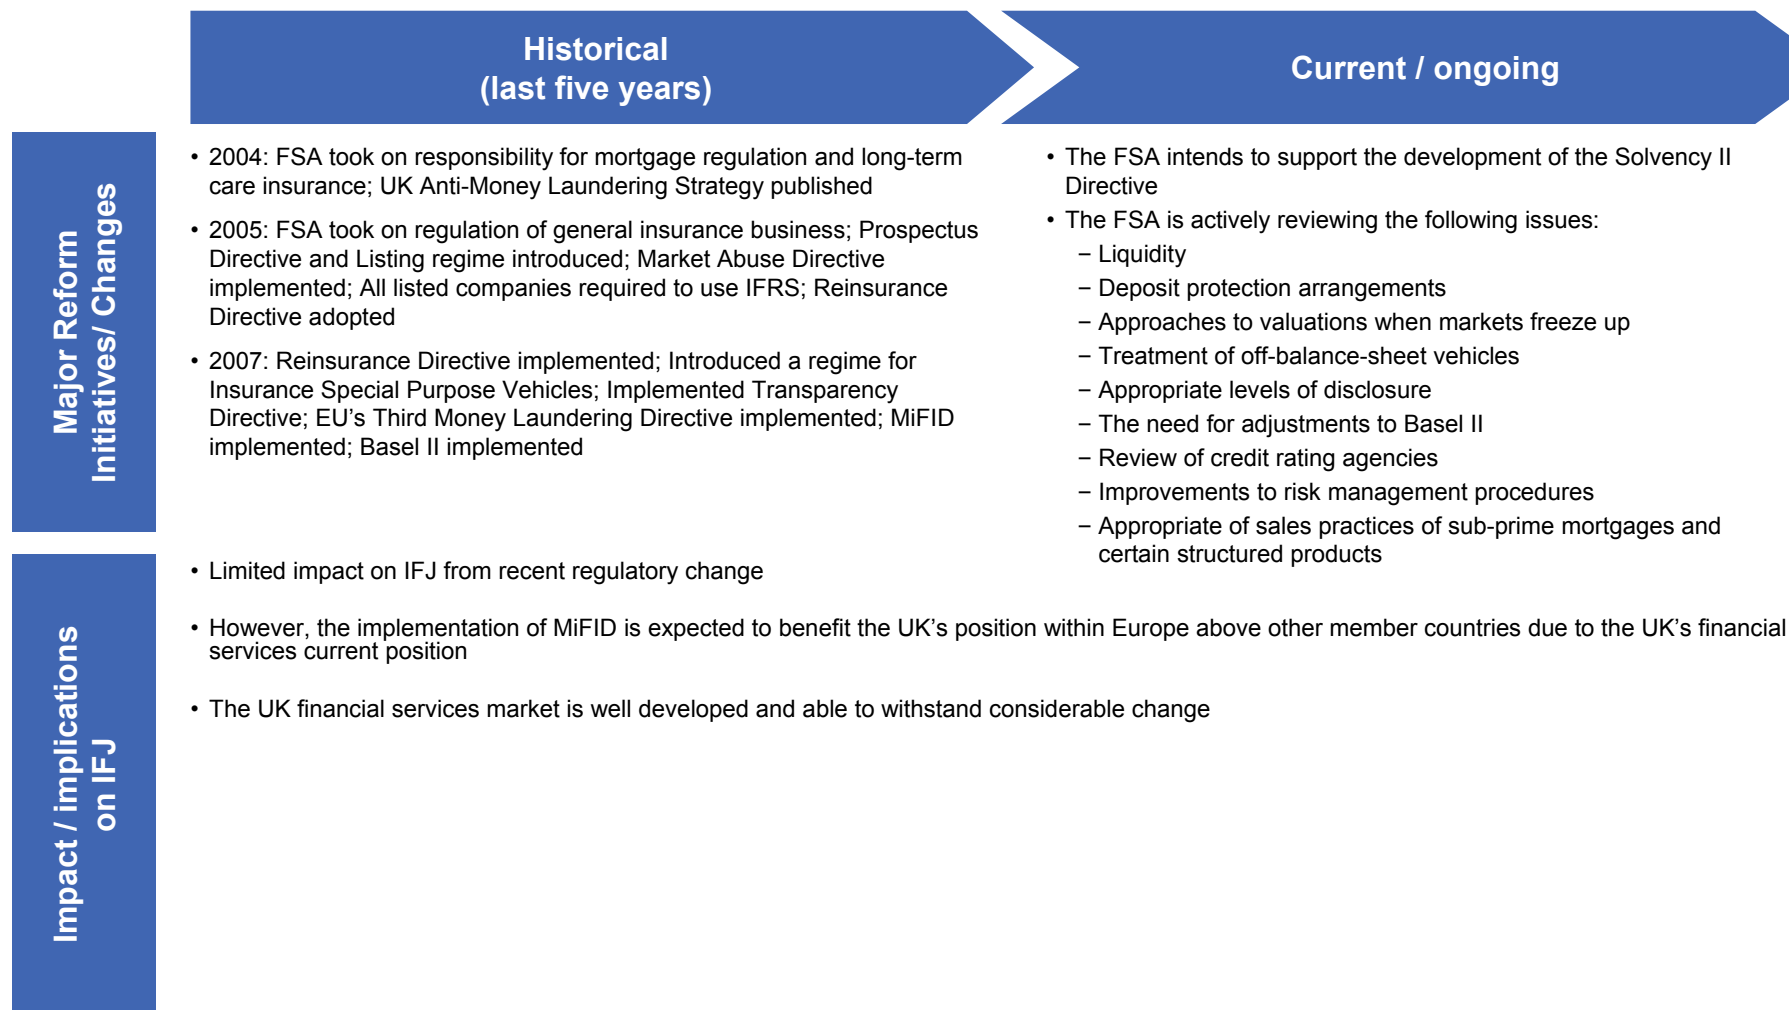 Historical
(last five years)
Current / ongoing
Major Reform
Initiatives/ Changes
• 2004: FSA took on responsibility for mortgage regulation and long-term
care insurance; UK Anti-Money Laundering Strategy published
• 2005: FSA took on regulation of general insurance business; Prospectus
Directive and Listing regime introduced; Market Abuse Directive
implemented; All listed companies required to use IFRS; Reinsurance
Directive adopted
• 2007: Reinsurance Directive implemented; Introduced a regime for
Insurance Special Purpose Vehicles; Implemented Transparency
Directive; EU’s Third Money Laundering Directive implemented; MiFID
implemented; Basel II implemented
• The FSA intends to support the development of the Solvency II
Directive
• The FSA is actively reviewing the following issues:
− Liquidity
− Deposit protection arrangements
− Approaches to valuations when markets freeze up
− Treatment of off-balance-sheet vehicles
− Appropriate levels of disclosure
− The need for adjustments to Basel II
− Review of credit rating agencies
− Improvements to risk management procedures
− Appropriate of sales practices of sub-prime mortgages and
certain structured products
Impact / implications
on IFJ
• Limited impact on IFJ from recent regulatory change
• However, the implementation of MiFID is expected to benefit the UK’s position within Europe above other member countries due to the UK’s financial
services current position
• The UK financial services market is well developed and able to withstand considerable change